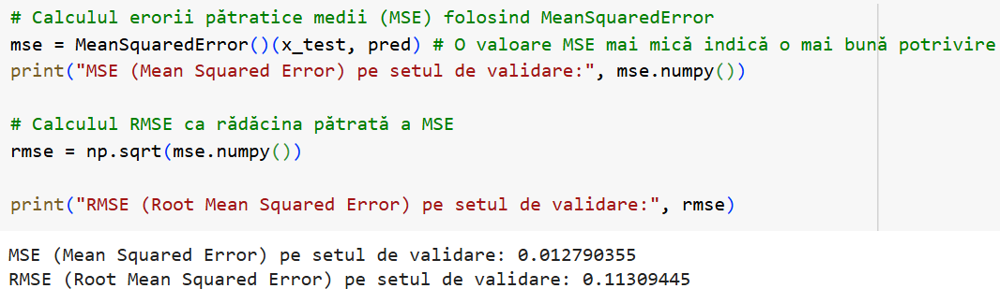 # Calculul erorii pătratice medii (MSE) folosind MeanSquaredError
mse = MeanSquaredError()(x_test, pred) # O valoare MSE mai mică indică o mai bună potrivire
print("MSE (Mean Squared Error) pe setul de validare:", mse.numpy())
# Calculul RMSE ca rădăcina pătrată a MSE
rmse = np.sqrt(mse.numpy())
print("RMSE (Root Mean Squared Error) pe setul de validare:", rmse)
MSE (Mean Squared Error) pe setul de validare: 0.012790355
RMSE (Root Mean Squared Error) pe setul de validare: 0.11309445